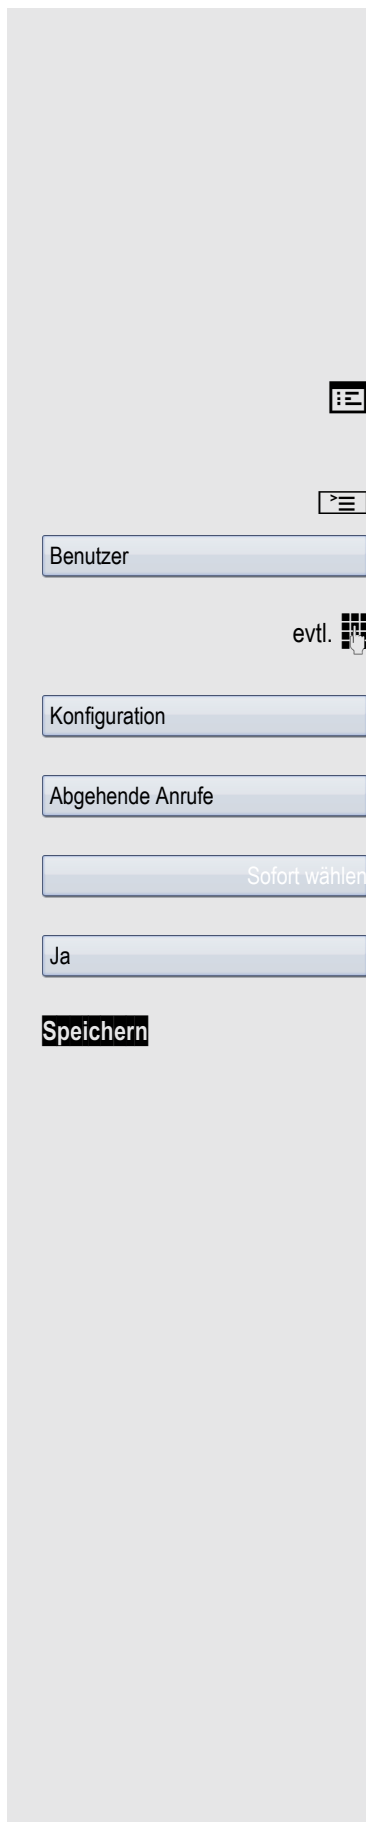 Benutzer
evtl.
Konfiguration
Abgehende Anrufe
Sofort wählen
Ja
Speichern